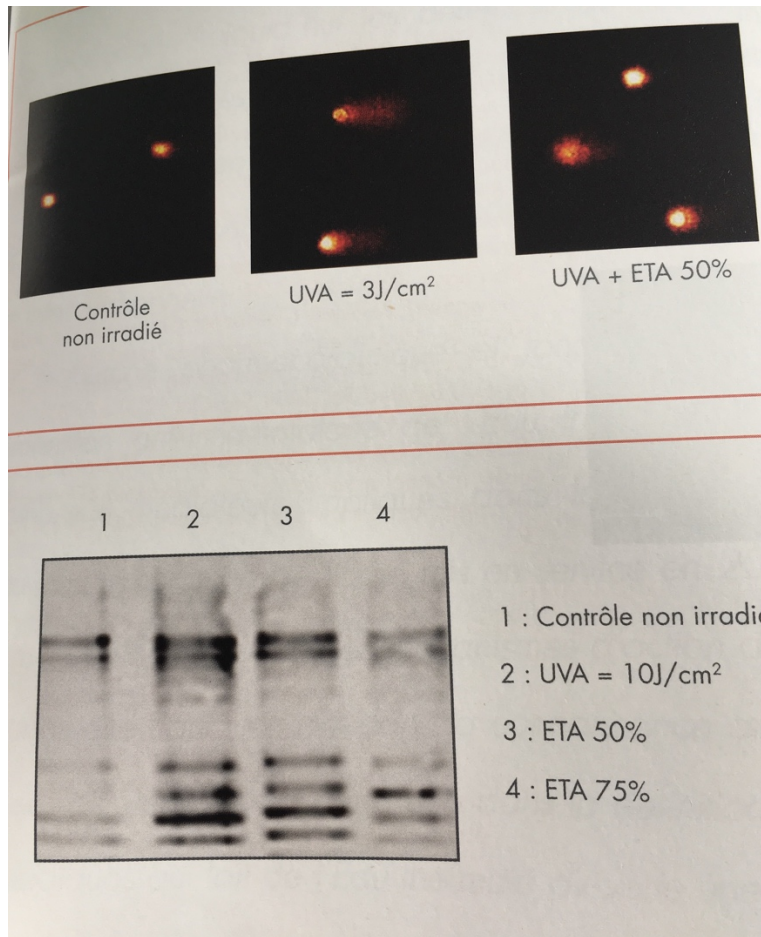 Contrôle
non irradié
UVA = 3J/cm²
UVA + ETA 50%
1 2 3 4
1 : Contrôle non
2 : UVA = 10J/cm²
3 : ETA 50%
4 : ETA 75%